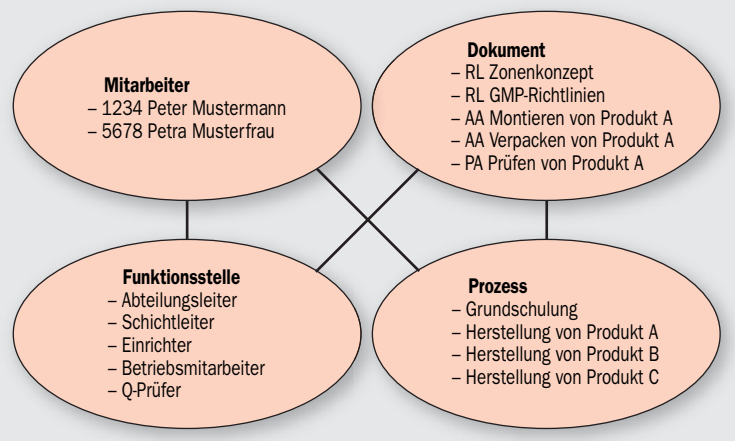 Mitarbeiter
– 1234 Peter Mustermann
– 5678 Petra Musterfrau
Dokument
– RL Zonenkonzept
– RL GMP-Richtlinien
– AA Montieren von Produkt A
– AA Verpacken von Produkt A
– PA Prüfen von Produkt A
Funktionsstelle
– Abteilungsleiter
– Schichtleiter
– Einrichter
– Betriebsmitarbeiter
– Q-Prüfer
Prozess
– Grundschulung
– Herstellung von Produkt A
– Herstellung von Produkt B
– Herstellung von Produkt C